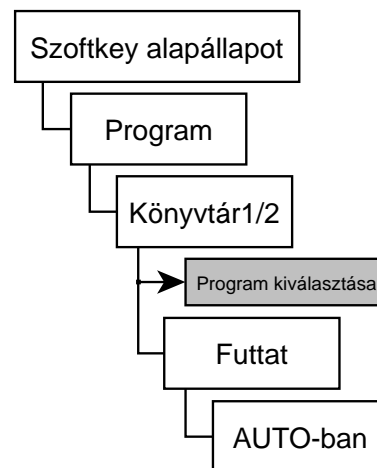 Szoftkey alapállapot
Program
Könyvtár1/2
Program kiválasztása
Futtat
AUTO-ban